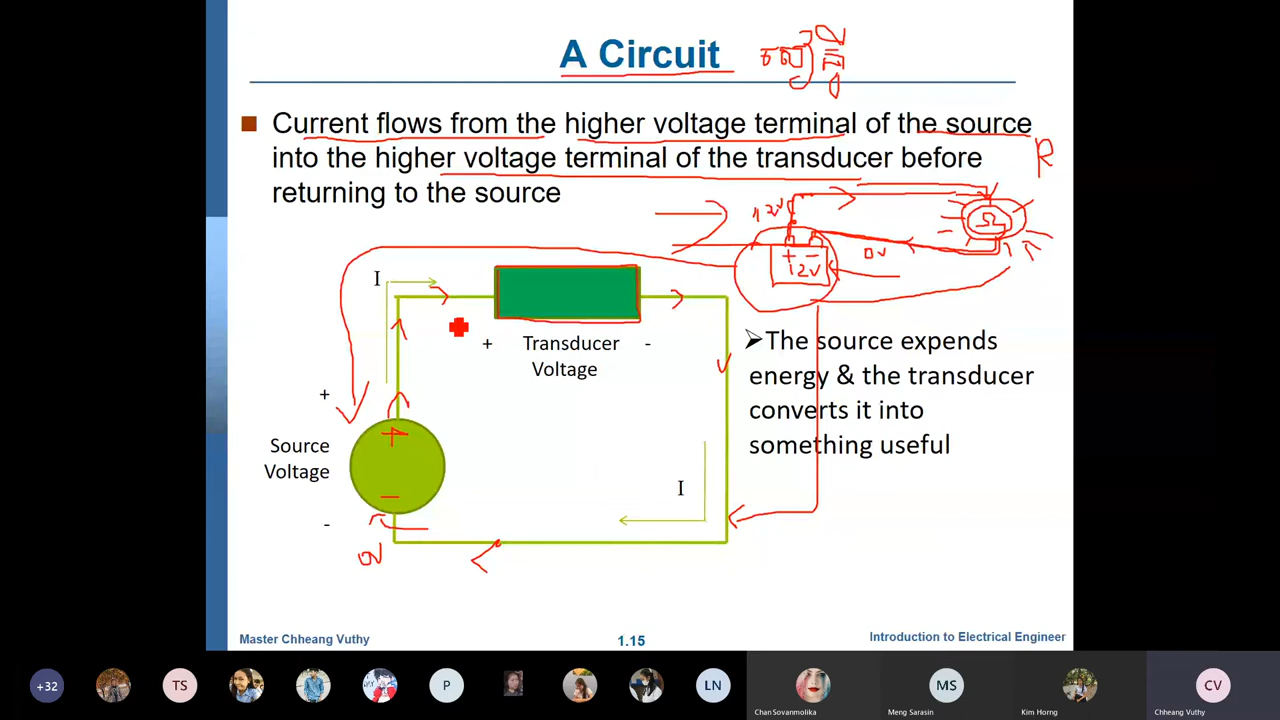 A Circuit
Current flows from the higher voltage terminal of the source
into the higher voltage terminal of the transducer before
returning to the source
R
12V
+ -
12V
0V
Ω
I
+ Transducer -
Voltage
➢The source expends
energy & the transducer
converts it into
something useful
+
Source
Voltage
-
+
-
0V
I
Master Chheang Vuthy
1.15
Introduction to Electrical Engineer
+32
TS
P
LN
MS
CV
Chan Sovanmolika
Meng Sarasin
Kim Horng
Chheang Vuthy